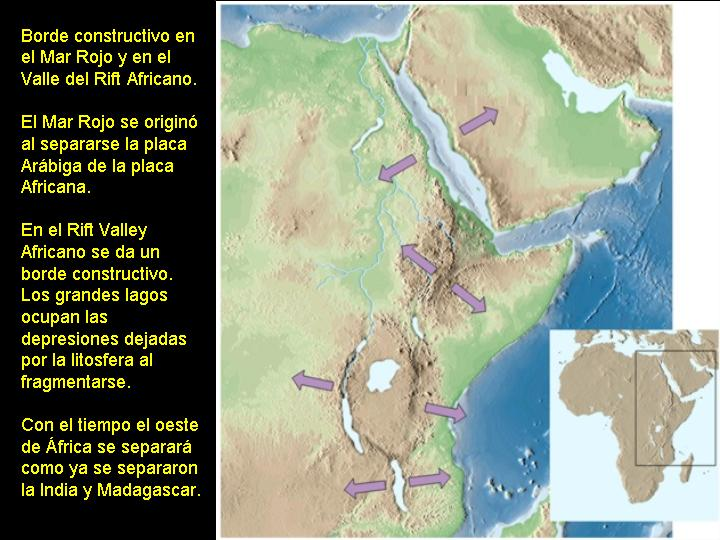 Borde constructivo en
el Mar Rojo y en el
Valle del Rift Africano.
El Mar Rojo se originó
al separarse la placa
Arábiga de la placa
Africana.
En el Rift Valley
Africano se da un
borde constructivo.
Los grandes lagos
ocupan las
depresiones dejadas
por la litosfera al
fragmentarse.
Con el tiempo el oeste
de África se separará
como ya se separaron
la India y Madagascar.